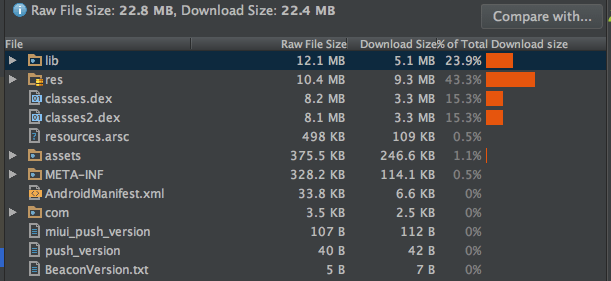 Raw File Size: 22.8 MB, Download Size: 22.4 MB
Compare with...
File Raw File Size Download Size% of Total Download size
lib 12.1 MB 5.1 MB 23.9%
res 10.4 MB 9.3 MB 43.3%
classes.dex 8.2 MB 3.3 MB 15.3%
classes2.dex 8.1 MB 3.3 MB 15.3%
resources.arsc 498 KB 109 KB 0.5%
assets 375.5 KB 246.6 KB 1.1%
META-INF 328.2 KB 114.1 KB 0.5%
AndroidManifest.xml 33.8 KB 6.6 KB 0%
com 3.5 KB 2.5 KB 0%
miui_push_version 107 B 112 B 0%
push_version 40 B 42 B 0%
BeaconVersion.txt 5 B 7 B 0%